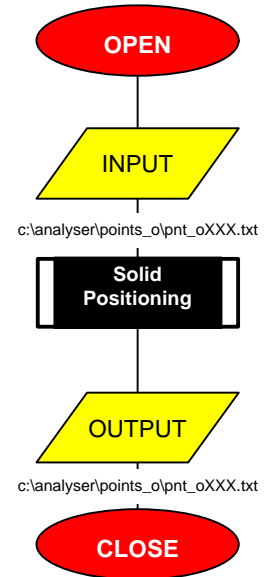 OPEN
INPUT
c:\analyser\points_o\pnt_oXXX.txt
Solid
Positioning
OUTPUT
c:\analyser\points_o\pnt_oXXX.txt
CLOSE